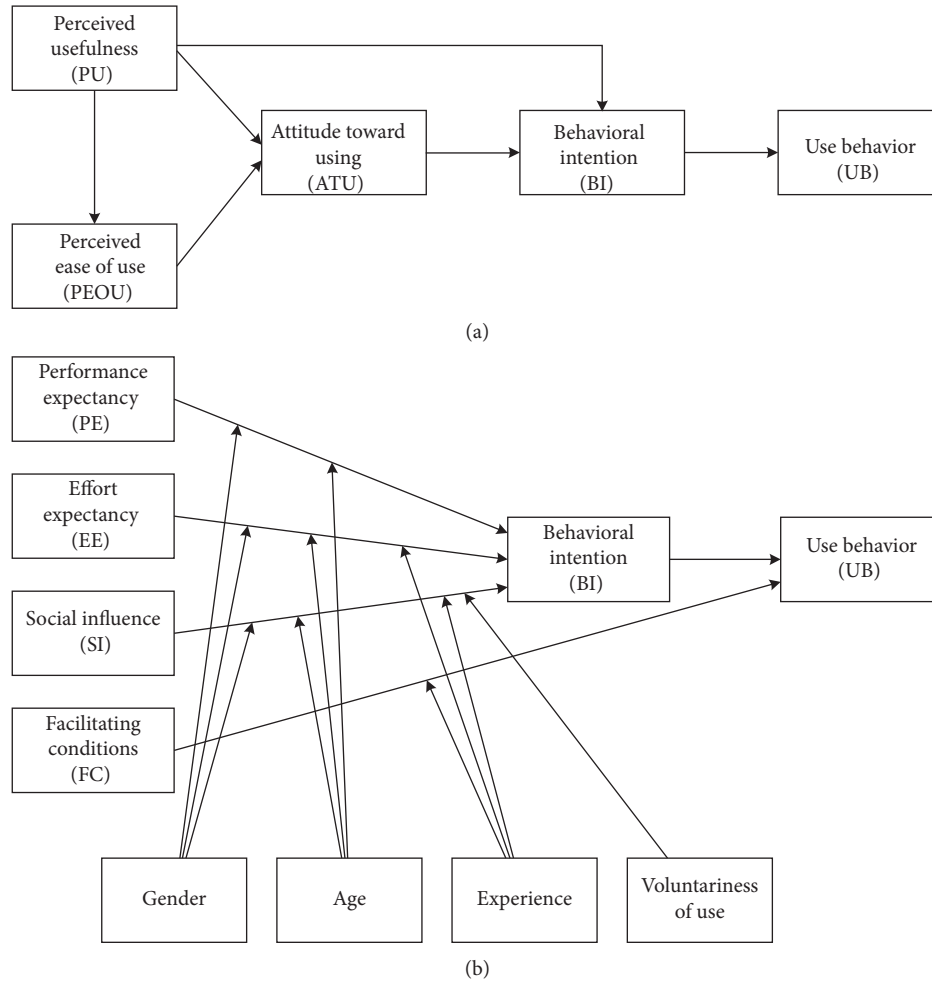 Perceived
usefulness
(PU)
Attitude toward
using
(ATU)
Behavioral
intention
(BI)
Use behavior
(UB)
Perceived
ease of use
(PEOU)
(a)
Performance
expectancy
(PE)
Effort
expectancy
(EE)
Behavioral
intention
(BI)
Use behavior
(UB)
Social influence
(SI)
Facilitating
conditions
(FC)
Gender
Age
Experience
Voluntariness
of use
(b)